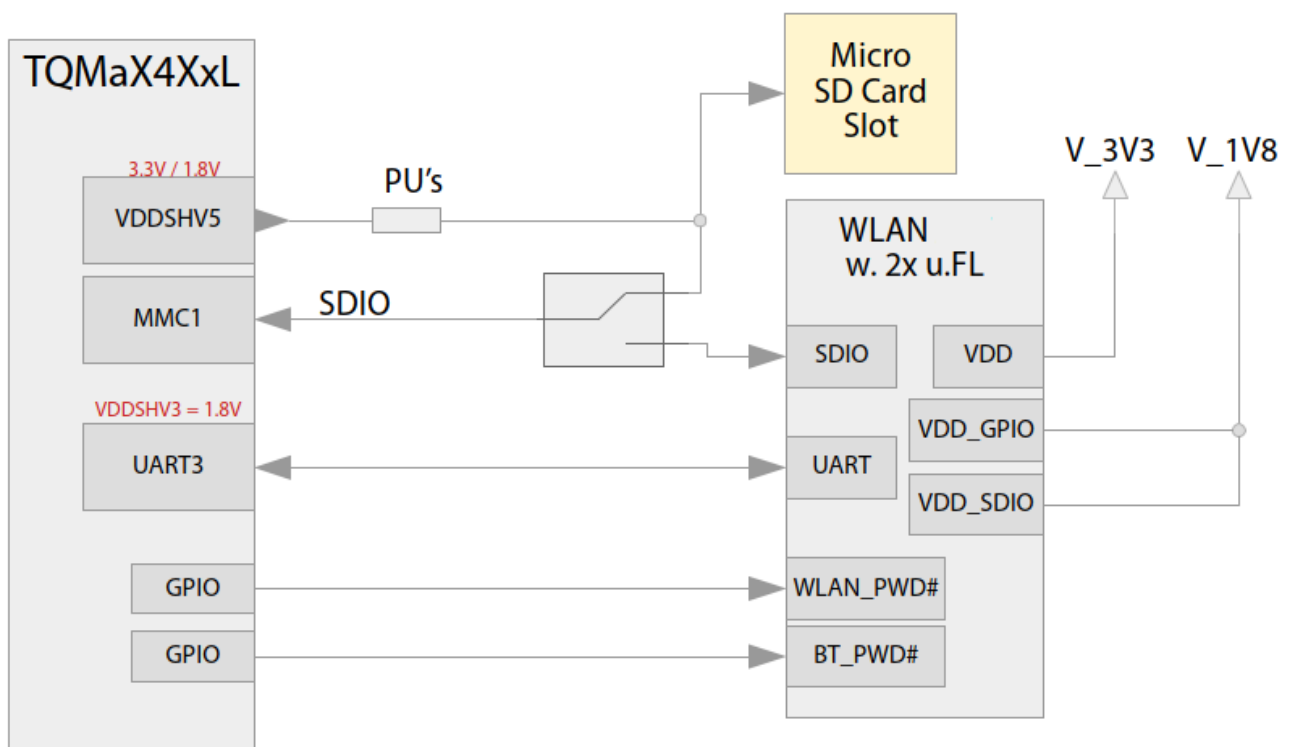 TQMaX4XxL
3.3V / 1.8V
VDDSHV5
PU's
MMC1
SDIO
VDDSHV3 = 1.8V
UART3
GPIO
GPIO
Micro
SD Card
Slot
V_3V3
V_1V8
WLAN
w. 2x u.FL
SDIO
VDD
VDD_GPIO
UART
VDD_SDIO
WLAN_PWD#
BT_PWD#